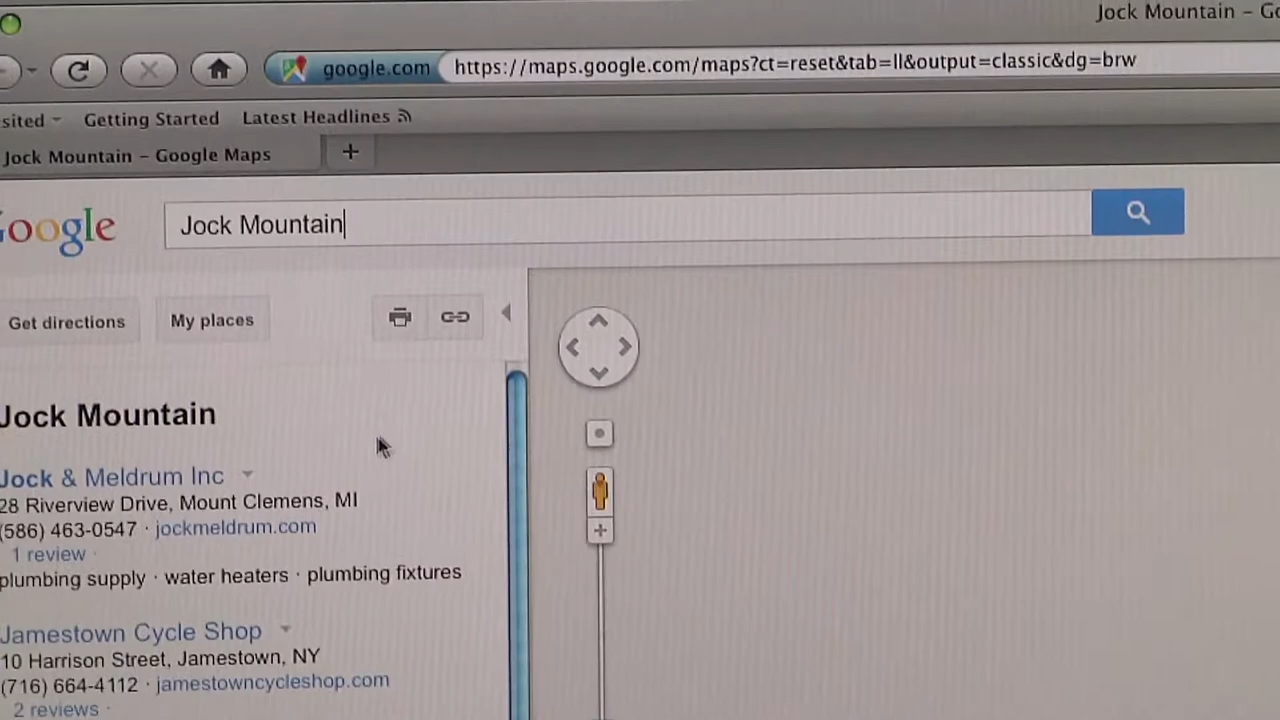 Jock Mountain – Go
google.com https://maps.google.com/maps?ct=reset&tab=ll&output=classic&dg=brw
sited Getting Started Latest Headlines
Jock Mountain – Google Maps +
Google Jock Mountain
Get directions My places
Jock Mountain
Jock & Meldrum Inc
28 Riverview Drive, Mount Clemens, MI
(586) 463-0547 · jockmeldrum.com
1 review ·
plumbing supply · water heaters · plumbing fixtures
Jamestown Cycle Shop
10 Harrison Street, Jamestown, NY
(716) 664-4112 · jamestowncycleshop.com
2 reviews ·